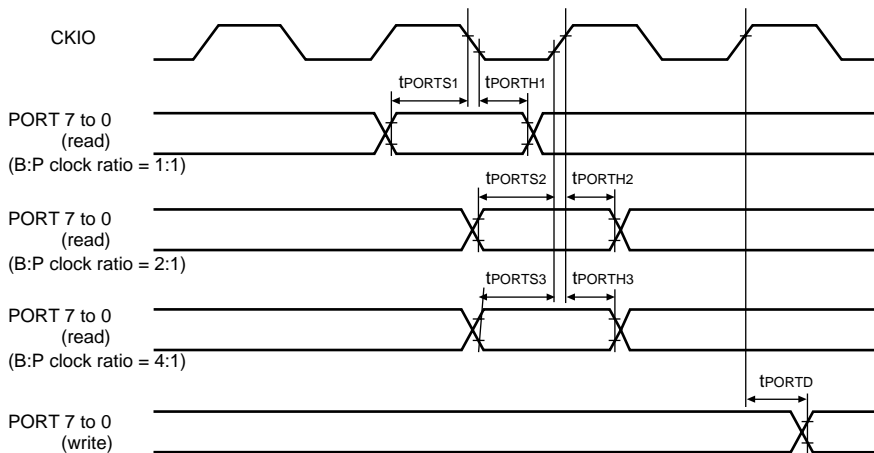 CKIO
tPORTS1 tPORTH1
PORT 7 to 0
(read)
(B:P clock ratio = 1:1)
tPORTS2 tPORTH2
PORT 7 to 0
(read)
(B:P clock ratio = 2:1)
tPORTS3 tPORTH3
PORT 7 to 0
(read)
(B:P clock ratio = 4:1)
tPORTD
PORT 7 to 0
(write)